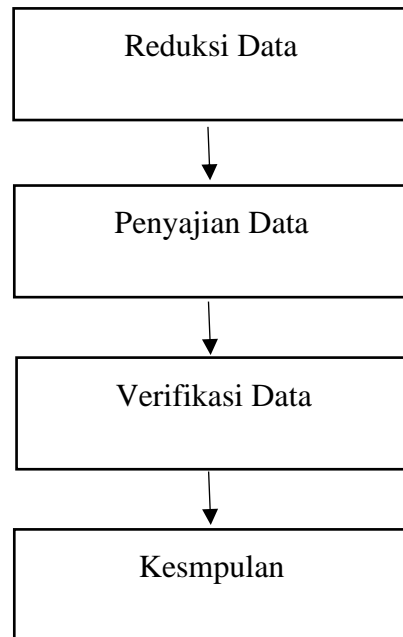 Reduksi Data
Penyajian Data
Verifikasi Data
Kesmpulan